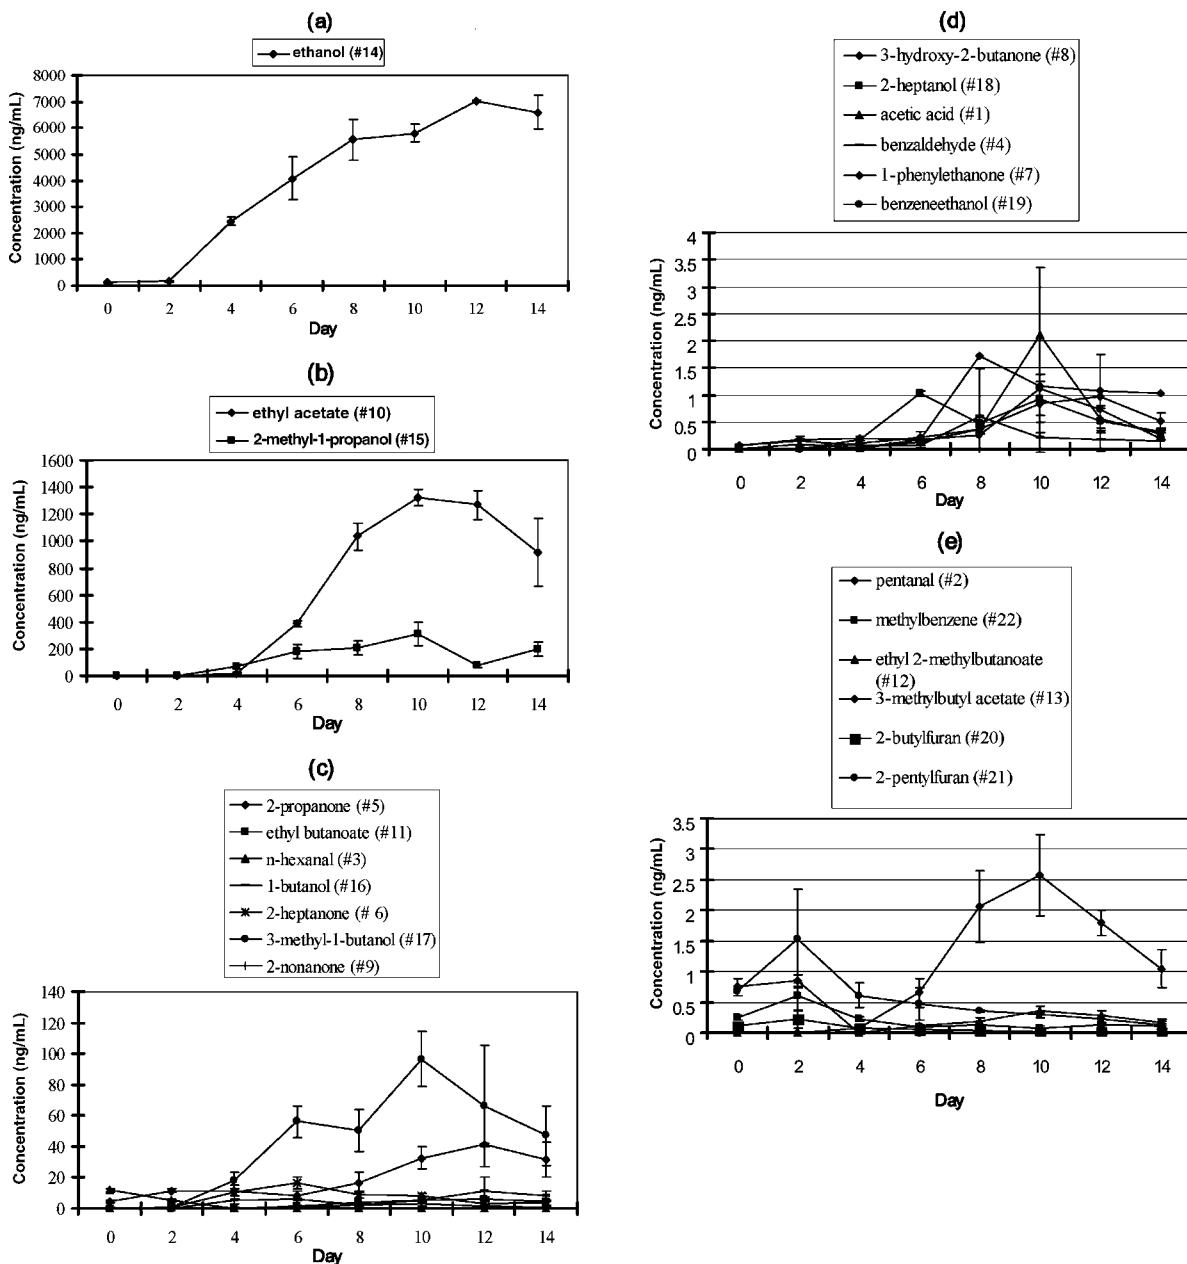 (a)
ethanol (#14)
8000
7000
6000
5000
4000
3000
2000
1000
0
Concentration (ng/mL)
0 2 4 6 8 10 12 14
Day
(b)
ethyl acetate (#10)
2-methyl-1-propanol (#15)
1600
1400
1200
1000
800
600
400
200
0
Concentration (ng/mL)
0 2 4 6 8 10 12 14
Day
(c)
2-propanone (#5)
ethyl butanoate (#11)
n-hexanal (#3)
1-butanol (#16)
2-heptanone (# 6)
3-methyl-1-butanol (#17)
2-nonanone (#9)
140
120
100
80
60
40
20
0
Concentration (ng/mL)
0 2 4 6 8 10 12 14
Day
(d)
3-hydroxy-2-butanone (#8)
2-heptanol (#18)
acetic acid (#1)
benzaldehyde (#4)
1-phenylethanone (#7)
benzeneethanol (#19)
4
3.5
3
2.5
2
1.5
1
0.5
0
Concentration (ng/mL)
0 2 4 6 8 10 12 14
Day
(e)
pentanal (#2)
methylbenzene (#22)
ethyl 2-methylbutanoate
(#12)
3-methylbutyl acetate (#13)
2-butylfuran (#20)
2-pentylfuran (#21)
3.5
3
2.5
2
1.5
1
0.5
0
Concentration (ng/mL)
0 2 4 6 8 10 12 14
Day